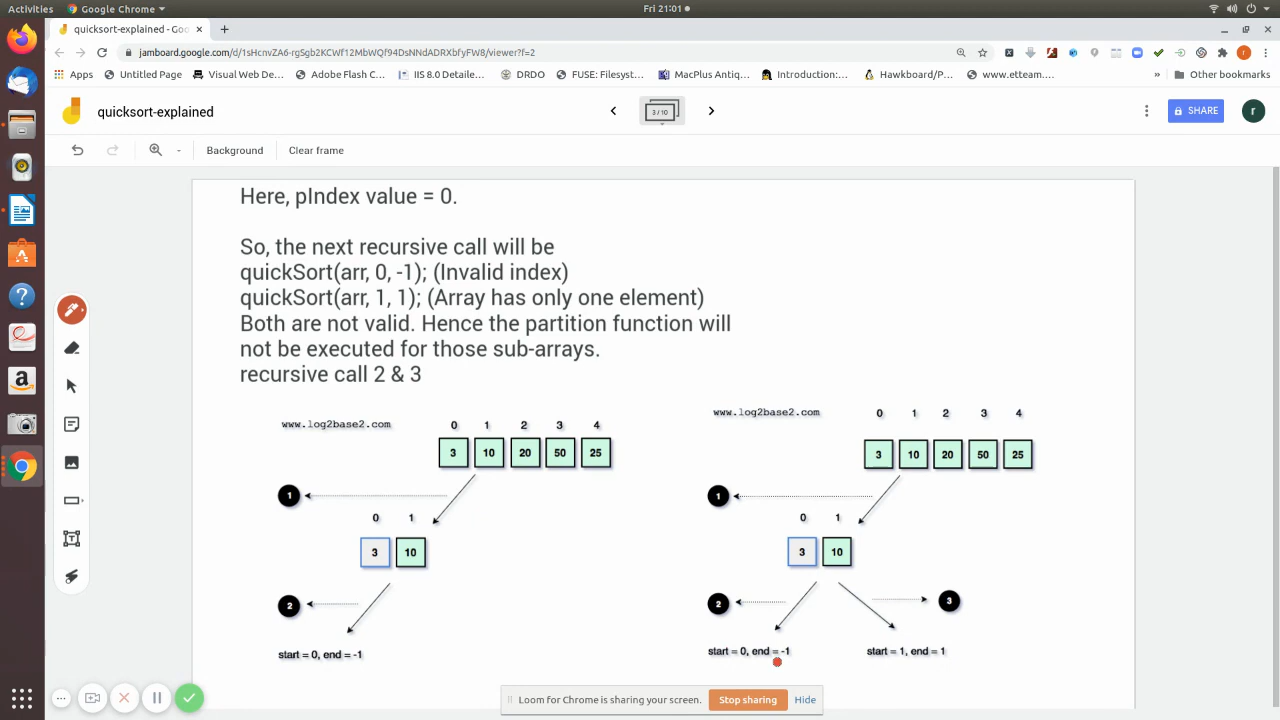 Activities
Google Chrome
Fri 21:01
quicksort-explained - Goo
jamboard.google.com/d/1sHcnvZA6-rgSgb2KCWf12MbWQf94DsNNdADRXbfyFW8/viewer?f=2
Apps Untitled Page Visual Web De... Adobe Flash C... IIS 8.0 Detaile... DRDO FUSE: Filesyst... MacPlus Antiq... Introduction:... Hawkboard/P... www.etteam.... » Other bookmarks
quicksort-explained
3 / 10
SHARE
r
Background
Clear frame
Here, pIndex value = 0.
So, the next recursive call will be
quickSort(arr, 0, -1); (Invalid index)
quickSort(arr, 1, 1); (Array has only one element)
Both are not valid. Hence the partition function will
not be executed for those sub-arrays.
recursive call 2 & 3
www.log2base2.com
0 1 2 3 4
3 10 20 50 25
1
0 1
3 10
2
start = 0, end = -1
www.log2base2.com
0 1 2 3 4
3 10 20 50 25
1
0 1
3 10
2
3
start = 0, end = -1
start = 1, end = 1
Loom for Chrome is sharing your screen.
Stop sharing
Hide